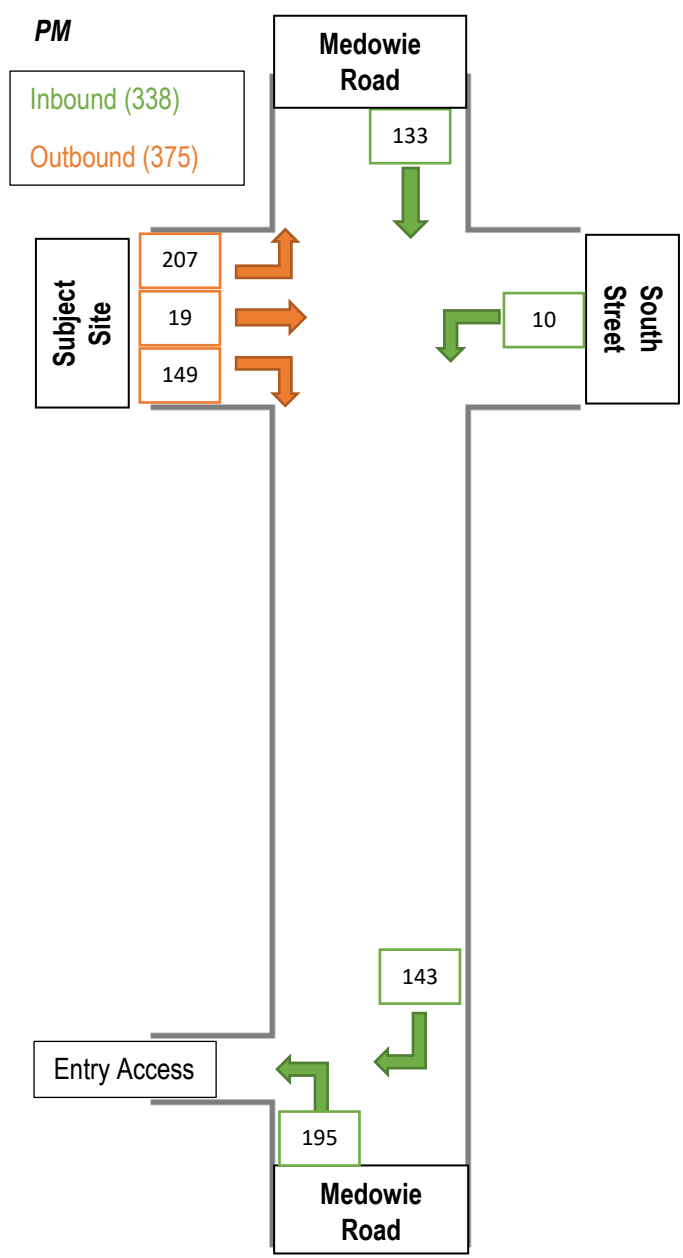 PM
Medowie
Road
Inbound (338)
Outbound (375)
133
Subject
Site
207
19
149
10
South
Street
143
Entry Access
195
Medowie
Road